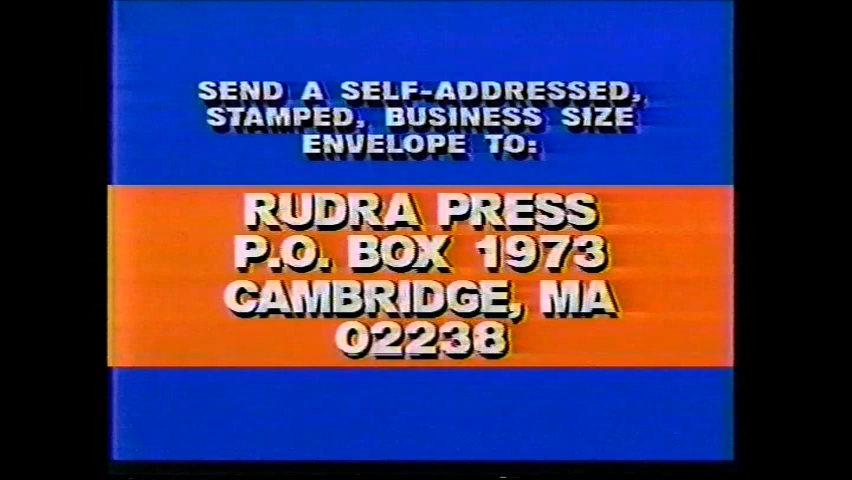 SEND A SELF-ADDRESSED,
STAMPED, BUSINESS SIZE
ENVELOPE TO:
RUDRA PRESS
P.O. BOX 1973
CAMBRIDGE, MA
02238